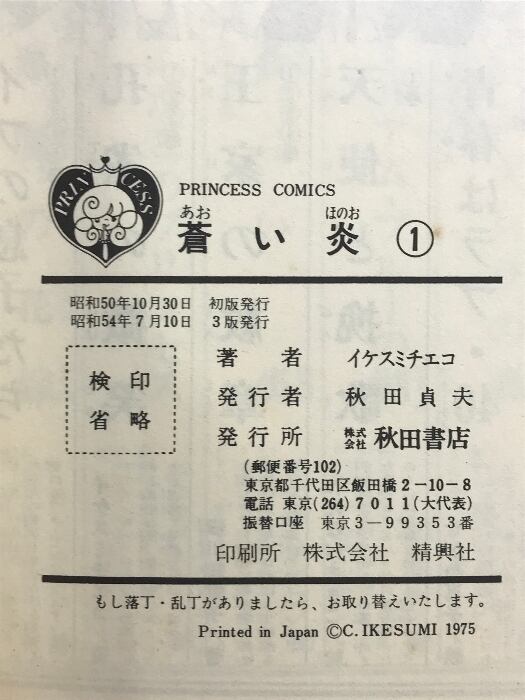 PRINCESS
PRINCESS COMICS
あお ほのお
蒼い炎 ①
昭和50年10月30日 初版発行
昭和54年7月10日 3版発行
検印
省略
著者 イケスミチエコ
発行者 秋田貞夫
発行所 株式会社 秋田書店
(郵便番号102)
東京都千代田区飯田橋2-10-8
電話 東京(264)7011(大代表)
振替口座 東京3-99353番
印刷所 株式会社 精興社
もし落丁・乱丁がありましたら、お取り替えいたします。
Printed in Japan ©C. IKESUMI 1975